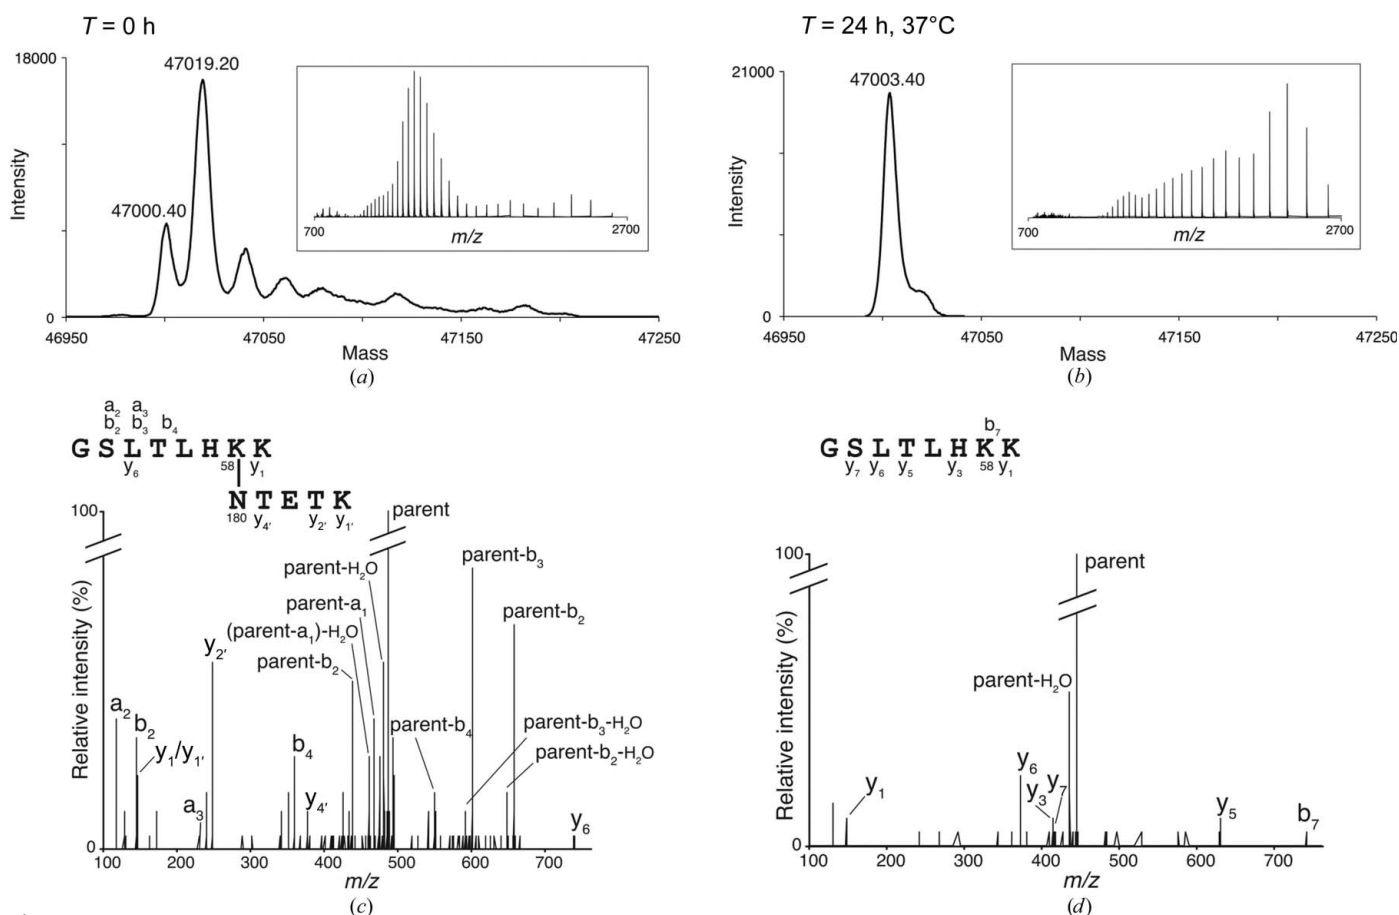 T = 0 h
18000
47019.20
47000.40
Intensity
0
46950
47050
47150
47250
Mass
700
2700
m/z
(a)
T = 24 h, 37°C
21000
47003.40
Intensity
0
46950
47050
47150
47250
Mass
700
2700
m/z
(b)
a₂ a₃
b₂ b₃ b₄
G S L T L H K K
y₆ 58 y₁
N T E T K
180 y₄' y₂' y₁'
100
parent
parent-b₃
parent-H₂O
parent-a₁
parent-b₂
(parent-a₁)-H₂O
y₂'
parent-b₂
a₂
parent-b₄
parent-b₃-H₂O
b₂
y₁/y₁'
b₄
parent-b₂-H₂O
a₃
y₄'
y₆
Relative intensity (%)
0
100 200 300 400 500 600 700
m/z
(c)
b₇
G S L T L H K K
y₇ y₆ y₅ y₃ 58 y₁
100
parent
parent-H₂O
y₆
y₁
y₃
y₇
y₅
b₇
Relative intensity (%)
0
100 200 300 400 500 600 700
m/z
(d)